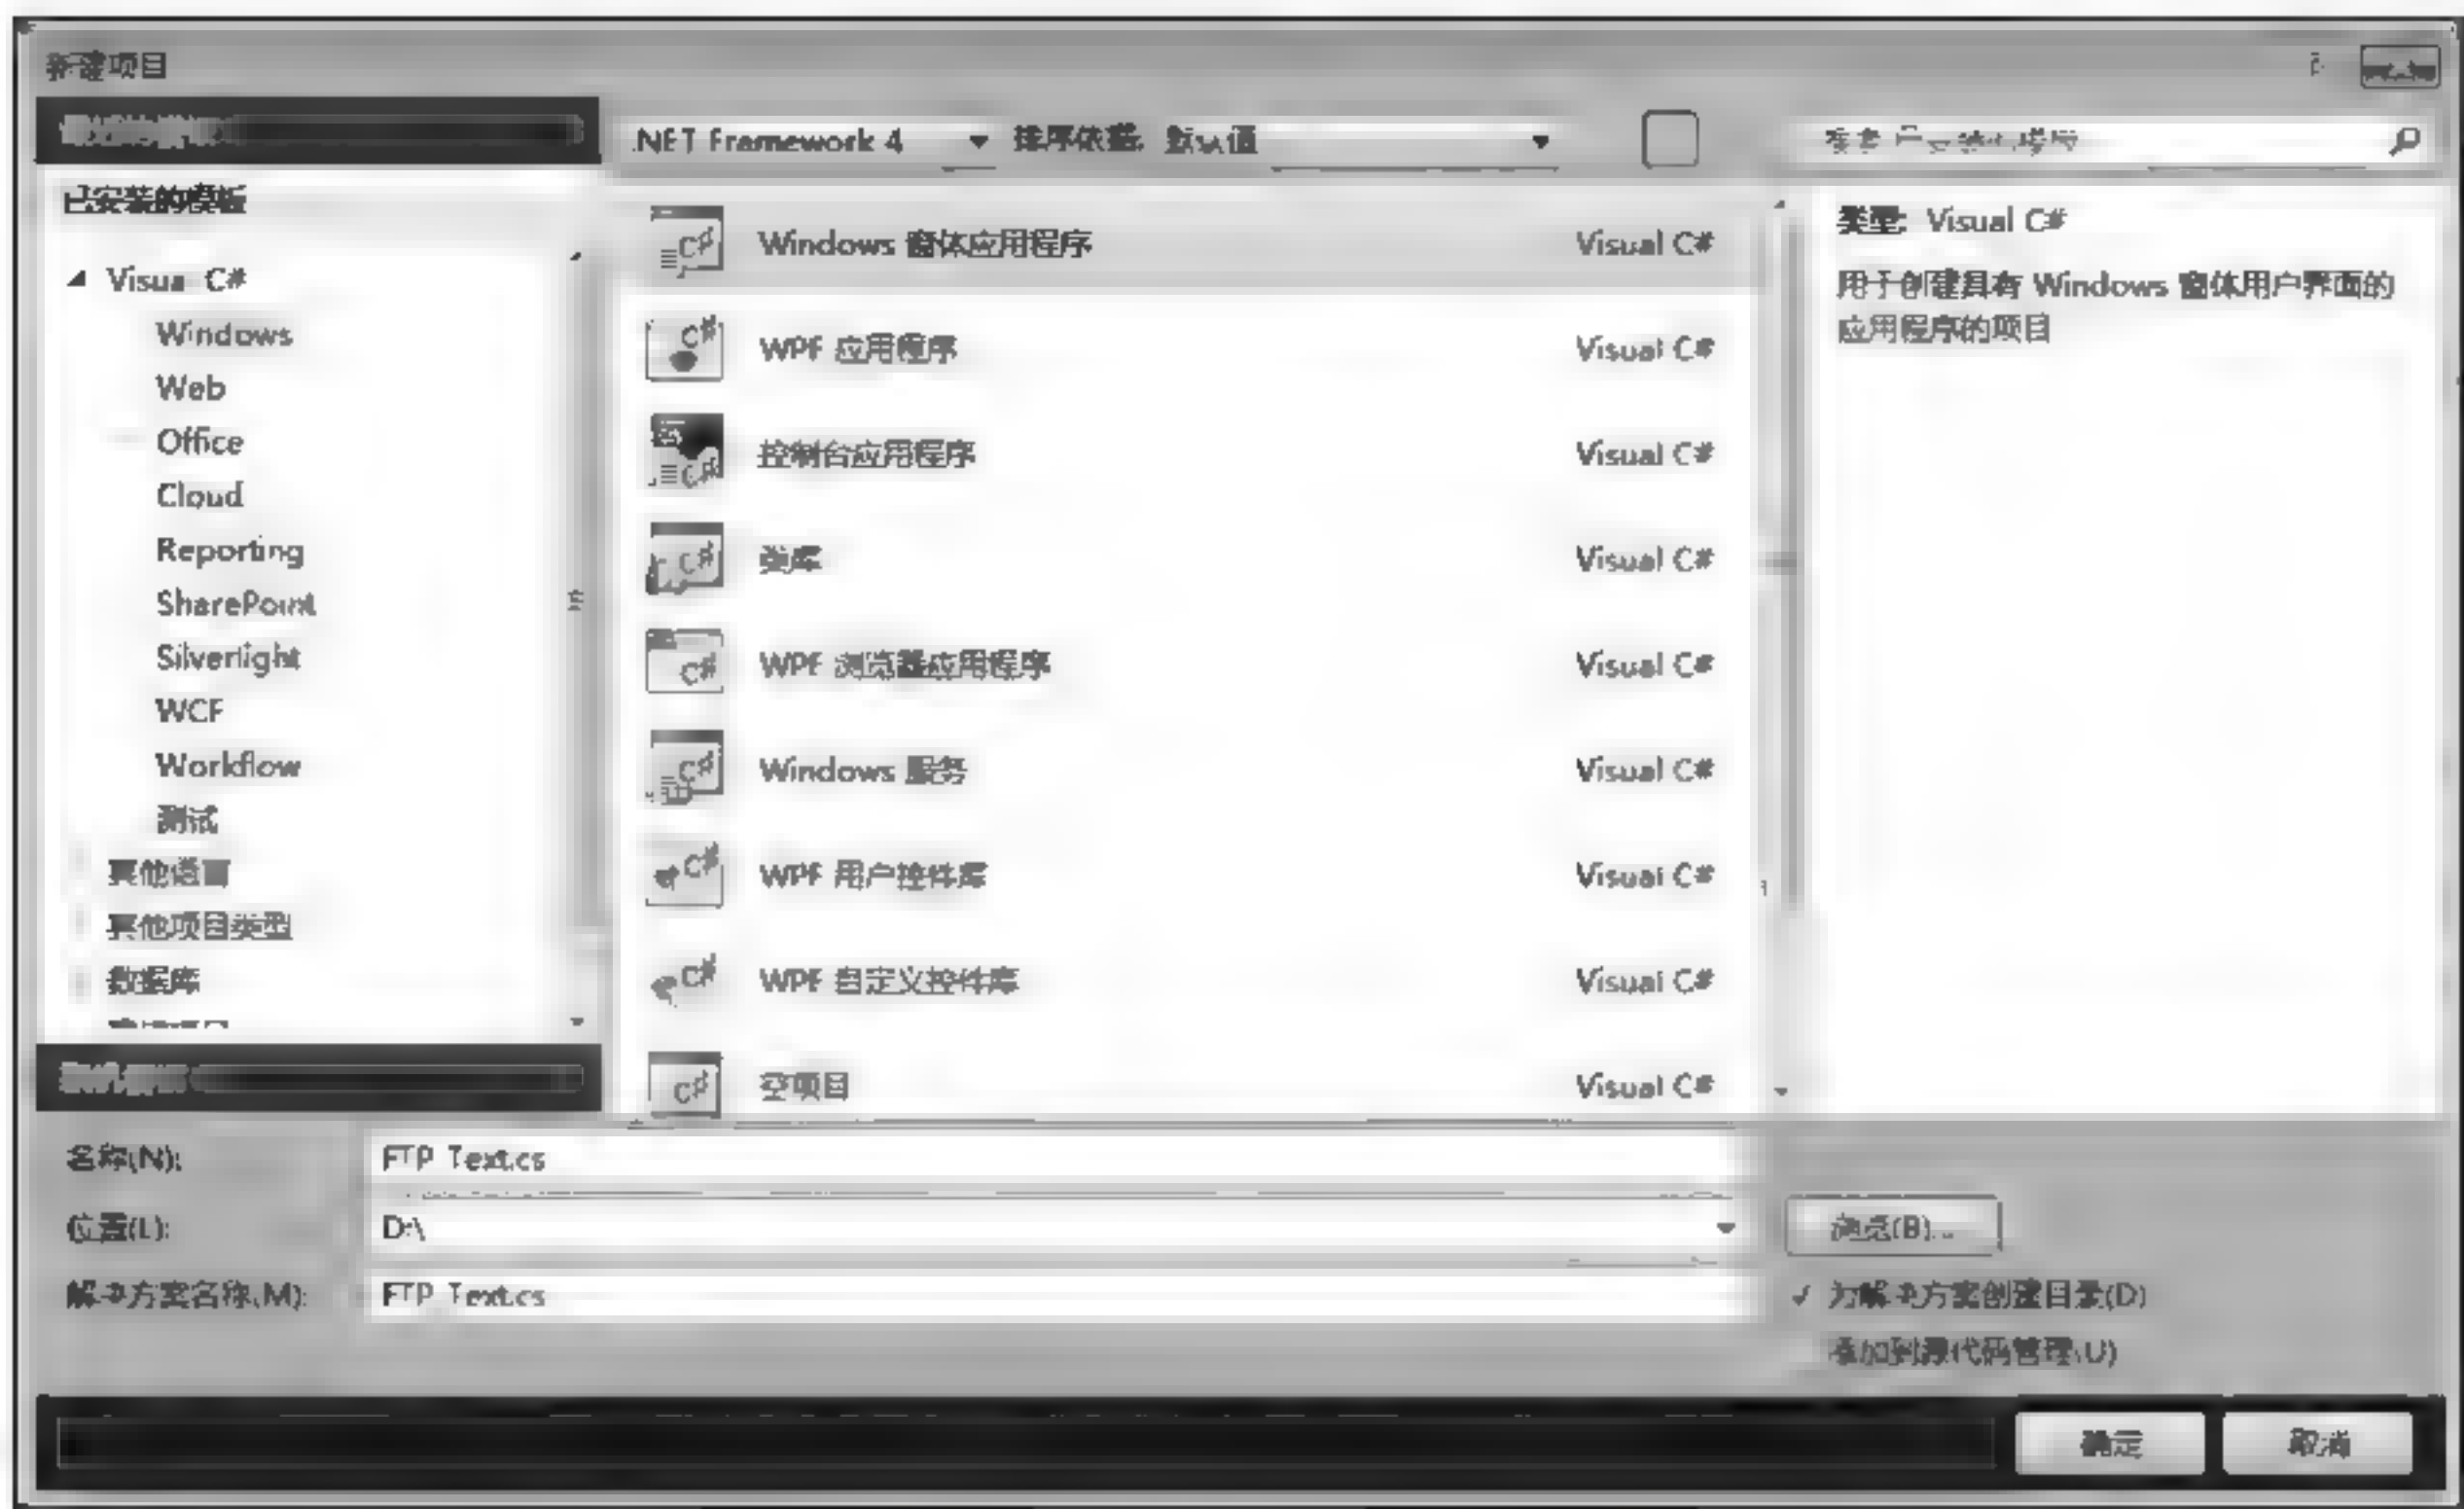 新建项目
.NET Framework 4 排序依据: 默认值
已安装的模板
Visual C#
Windows
Web
Office
Cloud
Reporting
SharePoint
Silverlight
WCF
Workflow
测试
其他语言
其他项目类型
数据库
Windows 窗体应用程序 Visual C#
WPF 应用程序 Visual C#
控制台应用程序 Visual C#
类库 Visual C#
WPF 浏览器应用程序 Visual C#
Windows 服务 Visual C#
WPF 用户控件库 Visual C#
WPF 自定义控件库 Visual C#
空项目 Visual C#
类型: Visual C#
用于创建具有 Windows 窗体用户界面的
应用程序的项目
名称(N): FTP_Text.cs
位置(L): D:\
浏览(B)...
解决方案名称(M): FTP_Text.cs
✓ 为解决方案创建目录(D)
添加到源代码管理(U)
确定 取消